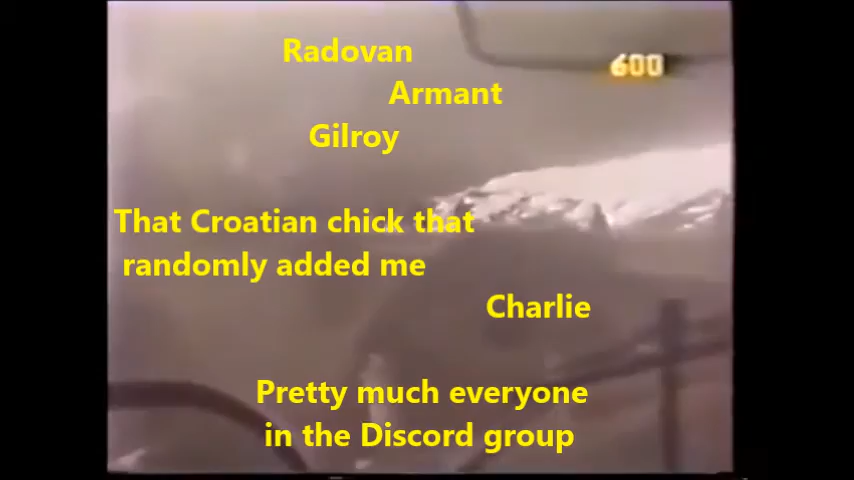 Radovan
600
Armant
Gilroy
That Croatian chick that
randomly added me
Charlie
Pretty much everyone
in the Discord group